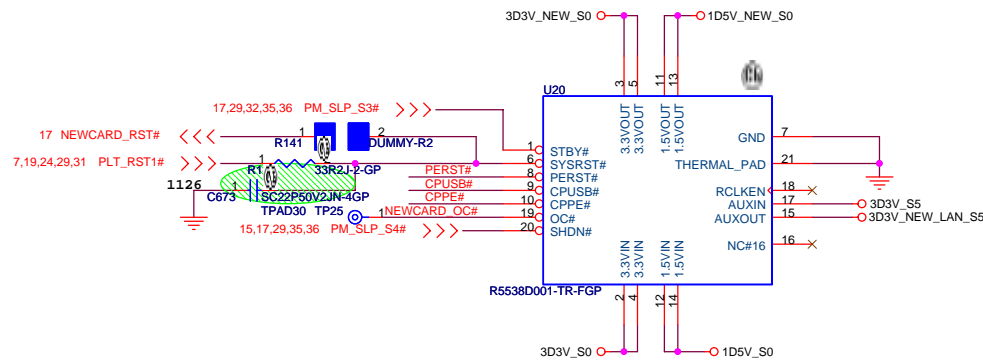 3D3V_NEW_S0
1D5V_NEW_S0
3
5
11
13
U20
3.3VOUT
3.3VOUT
1.5VOUT
1.5VOUT
17,29,32,35,36 PM_SLP_S3#
17 NEWCARD_RST#
1
2
R141
DUMMY-R2
7,19,24,29,31 PLT_RST1#
1
R1
33R2J-2-GP
1126
1
C673
SC22P50V2JN-4GP
TPAD30 TP25
1
NEWCARD_OC#
15,17,29,35,36 PM_SLP_S4#
PERST#
CPUSB#
CPPE#
1 STBY#
6 SYSRST#
8 PERST#
9 CPUSB#
10 CPPE#
19 OC#
20 SHDN#
GND 7
THERMAL_PAD 21
RCLKEN 18
AUXIN 17 3D3V_S5
AUXOUT 15 3D3V_NEW_LAN_S5
NC#16 16
3.3VIN
3.3VIN
1.5VIN
1.5VIN
R5538D001-TR-FGP
2
4
12
14
3D3V_S0
1D5V_S0